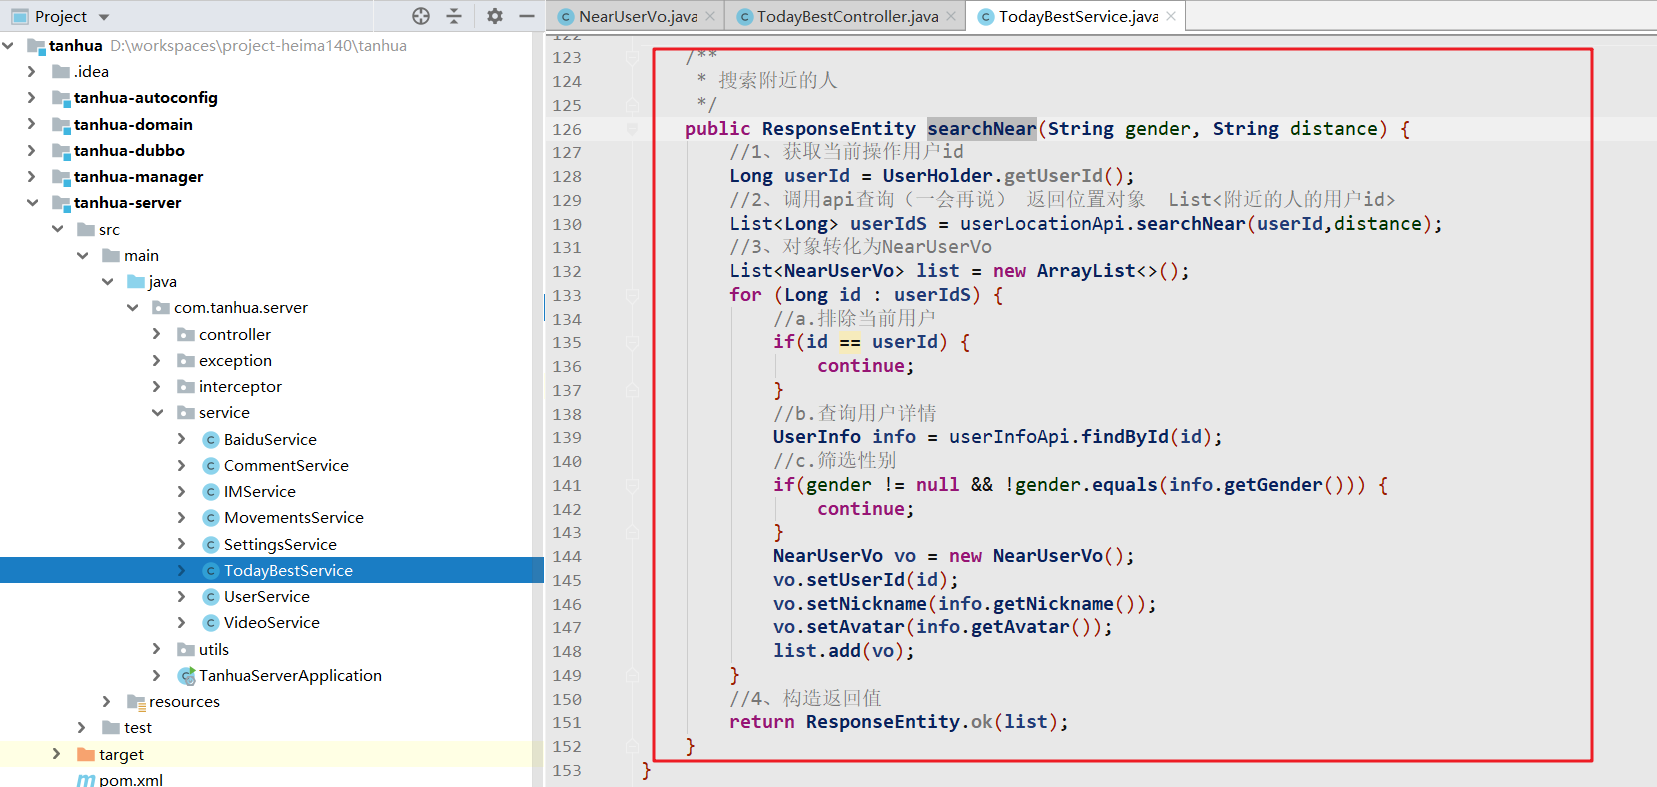 Project
tanhua D:\workspaces\project-heima140\tanhua
.idea
tanhua-autoconfig
tanhua-domain
tanhua-dubbo
tanhua-manager
tanhua-server
src
main
java
com.tanhua.server
controller
exception
interceptor
service
BaiduService
CommentService
IMService
MovementsService
SettingsService
TodayBestService
UserService
VideoService
utils
TanhuaServerApplication
resources
test
target
pom.xml
NearUserVo.java TodayBestController.java TodayBestService.java
122
123 /**
124 * 搜索附近的人
125 */
126 public ResponseEntity searchNear(String gender, String distance) {
127 //1、获取当前操作用户id
128 Long userId = UserHolder.getUserId();
129 //2、调用api查询（一会再说） 返回位置对象  List<附近的人的用户id>
130 List<Long> userIdS = userLocationApi.searchNear(userId,distance);
131 //3、对象转化为NearUserVo
132 List<NearUserVo> list = new ArrayList<>();
133 for (Long id : userIdS) {
134 //a.排除当前用户
135 if(id == userId) {
136 continue;
137 }
138 //b.查询用户详情
139 UserInfo info = userInfoApi.findById(id);
140 //c.筛选性别
141 if(gender != null && !gender.equals(info.getGender())) {
142 continue;
143 }
144 NearUserVo vo = new NearUserVo();
145 vo.setUserId(id);
146 vo.setNickname(info.getNickname());
147 vo.setAvatar(info.getAvatar());
148 list.add(vo);
149 }
150 //4、构造返回值
151 return ResponseEntity.ok(list);
152 }
153 }